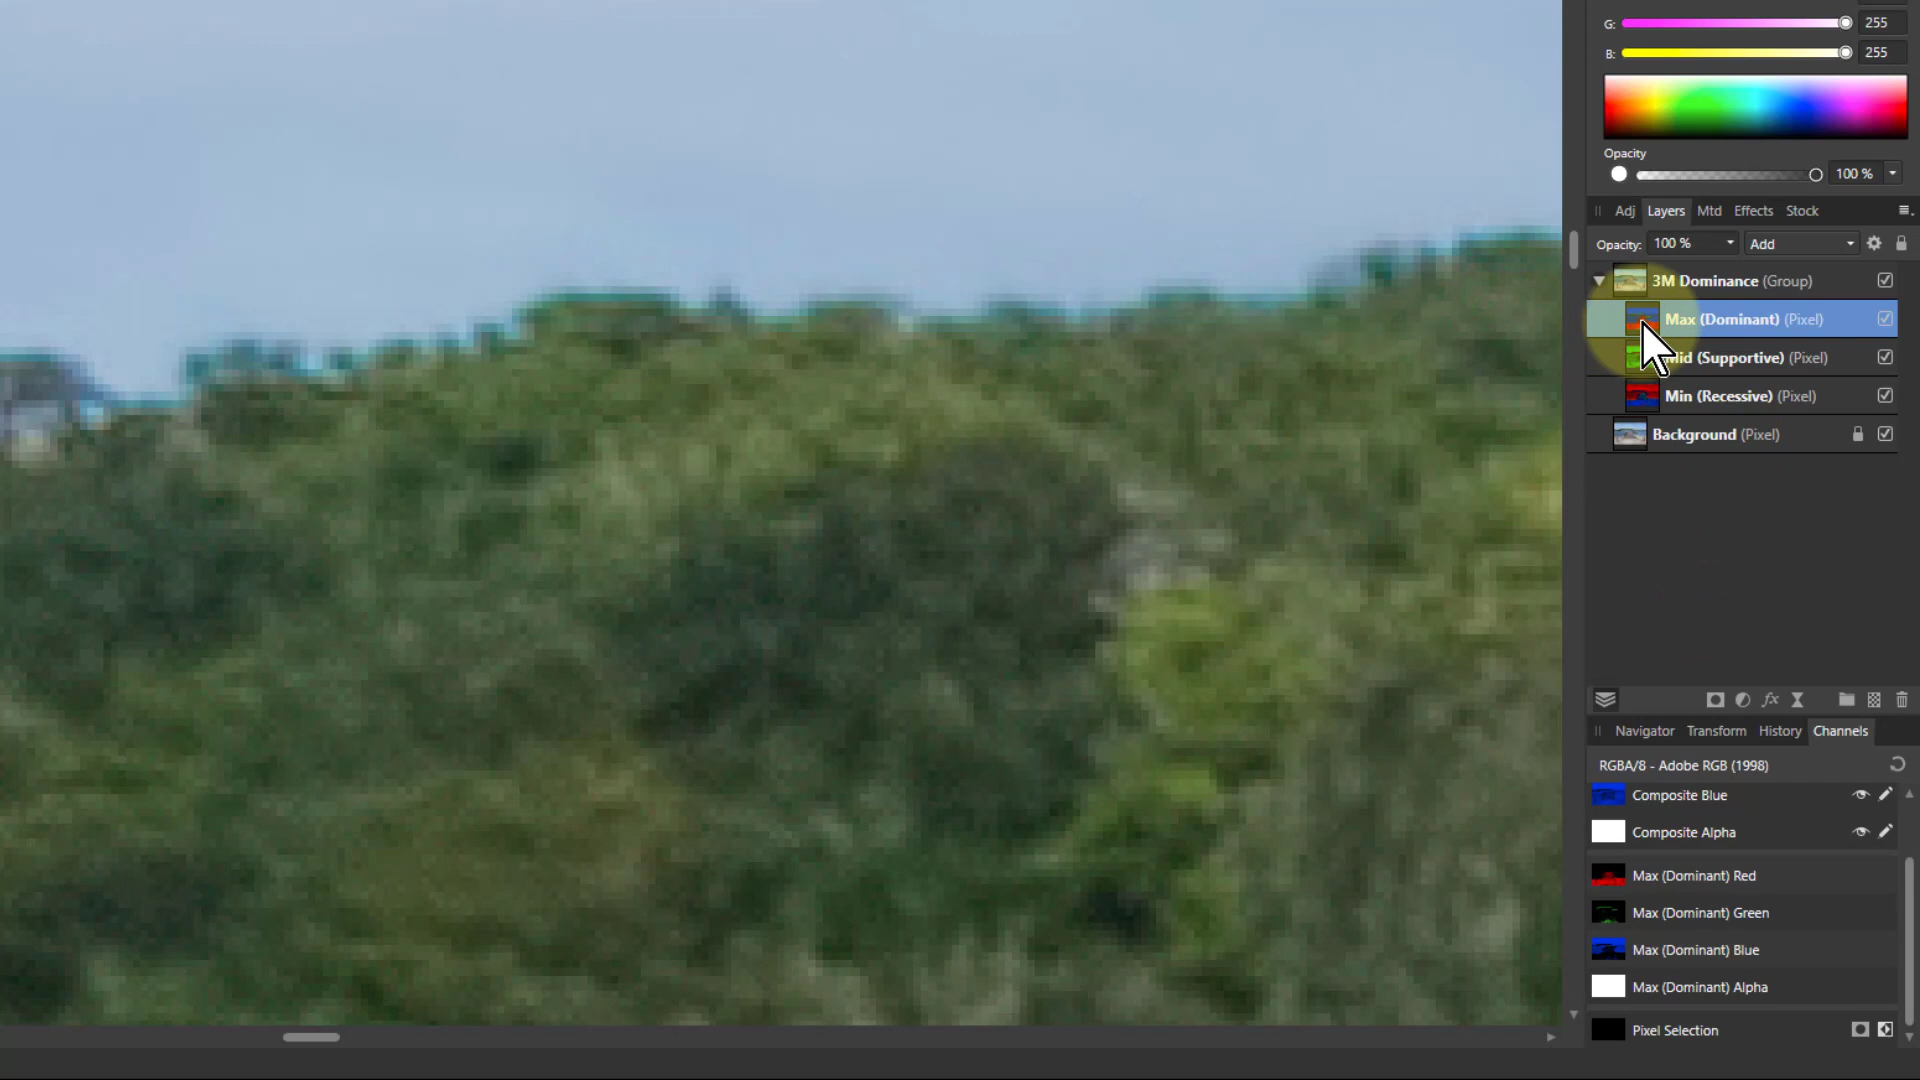 G: 255
B: 255
Opacity
100 %
Adj Layers Mtd Effects Stock
Opacity: 100 % Add
3M Dominance (Group)
Max (Dominant) (Pixel)
Mid (Supportive) (Pixel)
Min (Recessive) (Pixel)
Background (Pixel)
fx
Navigator Transform History Channels
RGBA/8 - Adobe RGB (1998)
Composite Blue
Composite Alpha
Max (Dominant) Red
Max (Dominant) Green
Max (Dominant) Blue
Max (Dominant) Alpha
Pixel Selection